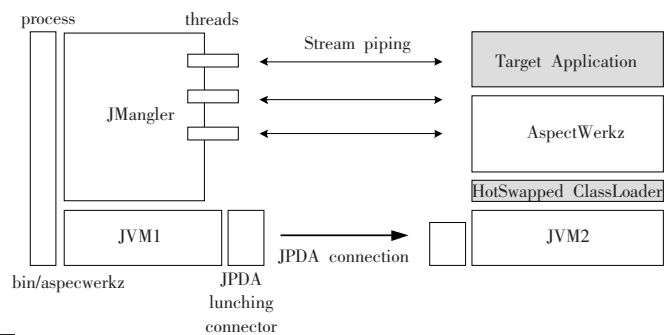 process
threads
Stream piping
Target Application
JMangler
AspectWerkz
HotSwapped ClassLoader
JVM1
JVM2
JPDA connection
bin/aspecwerkz
JPDA
lunching
connector